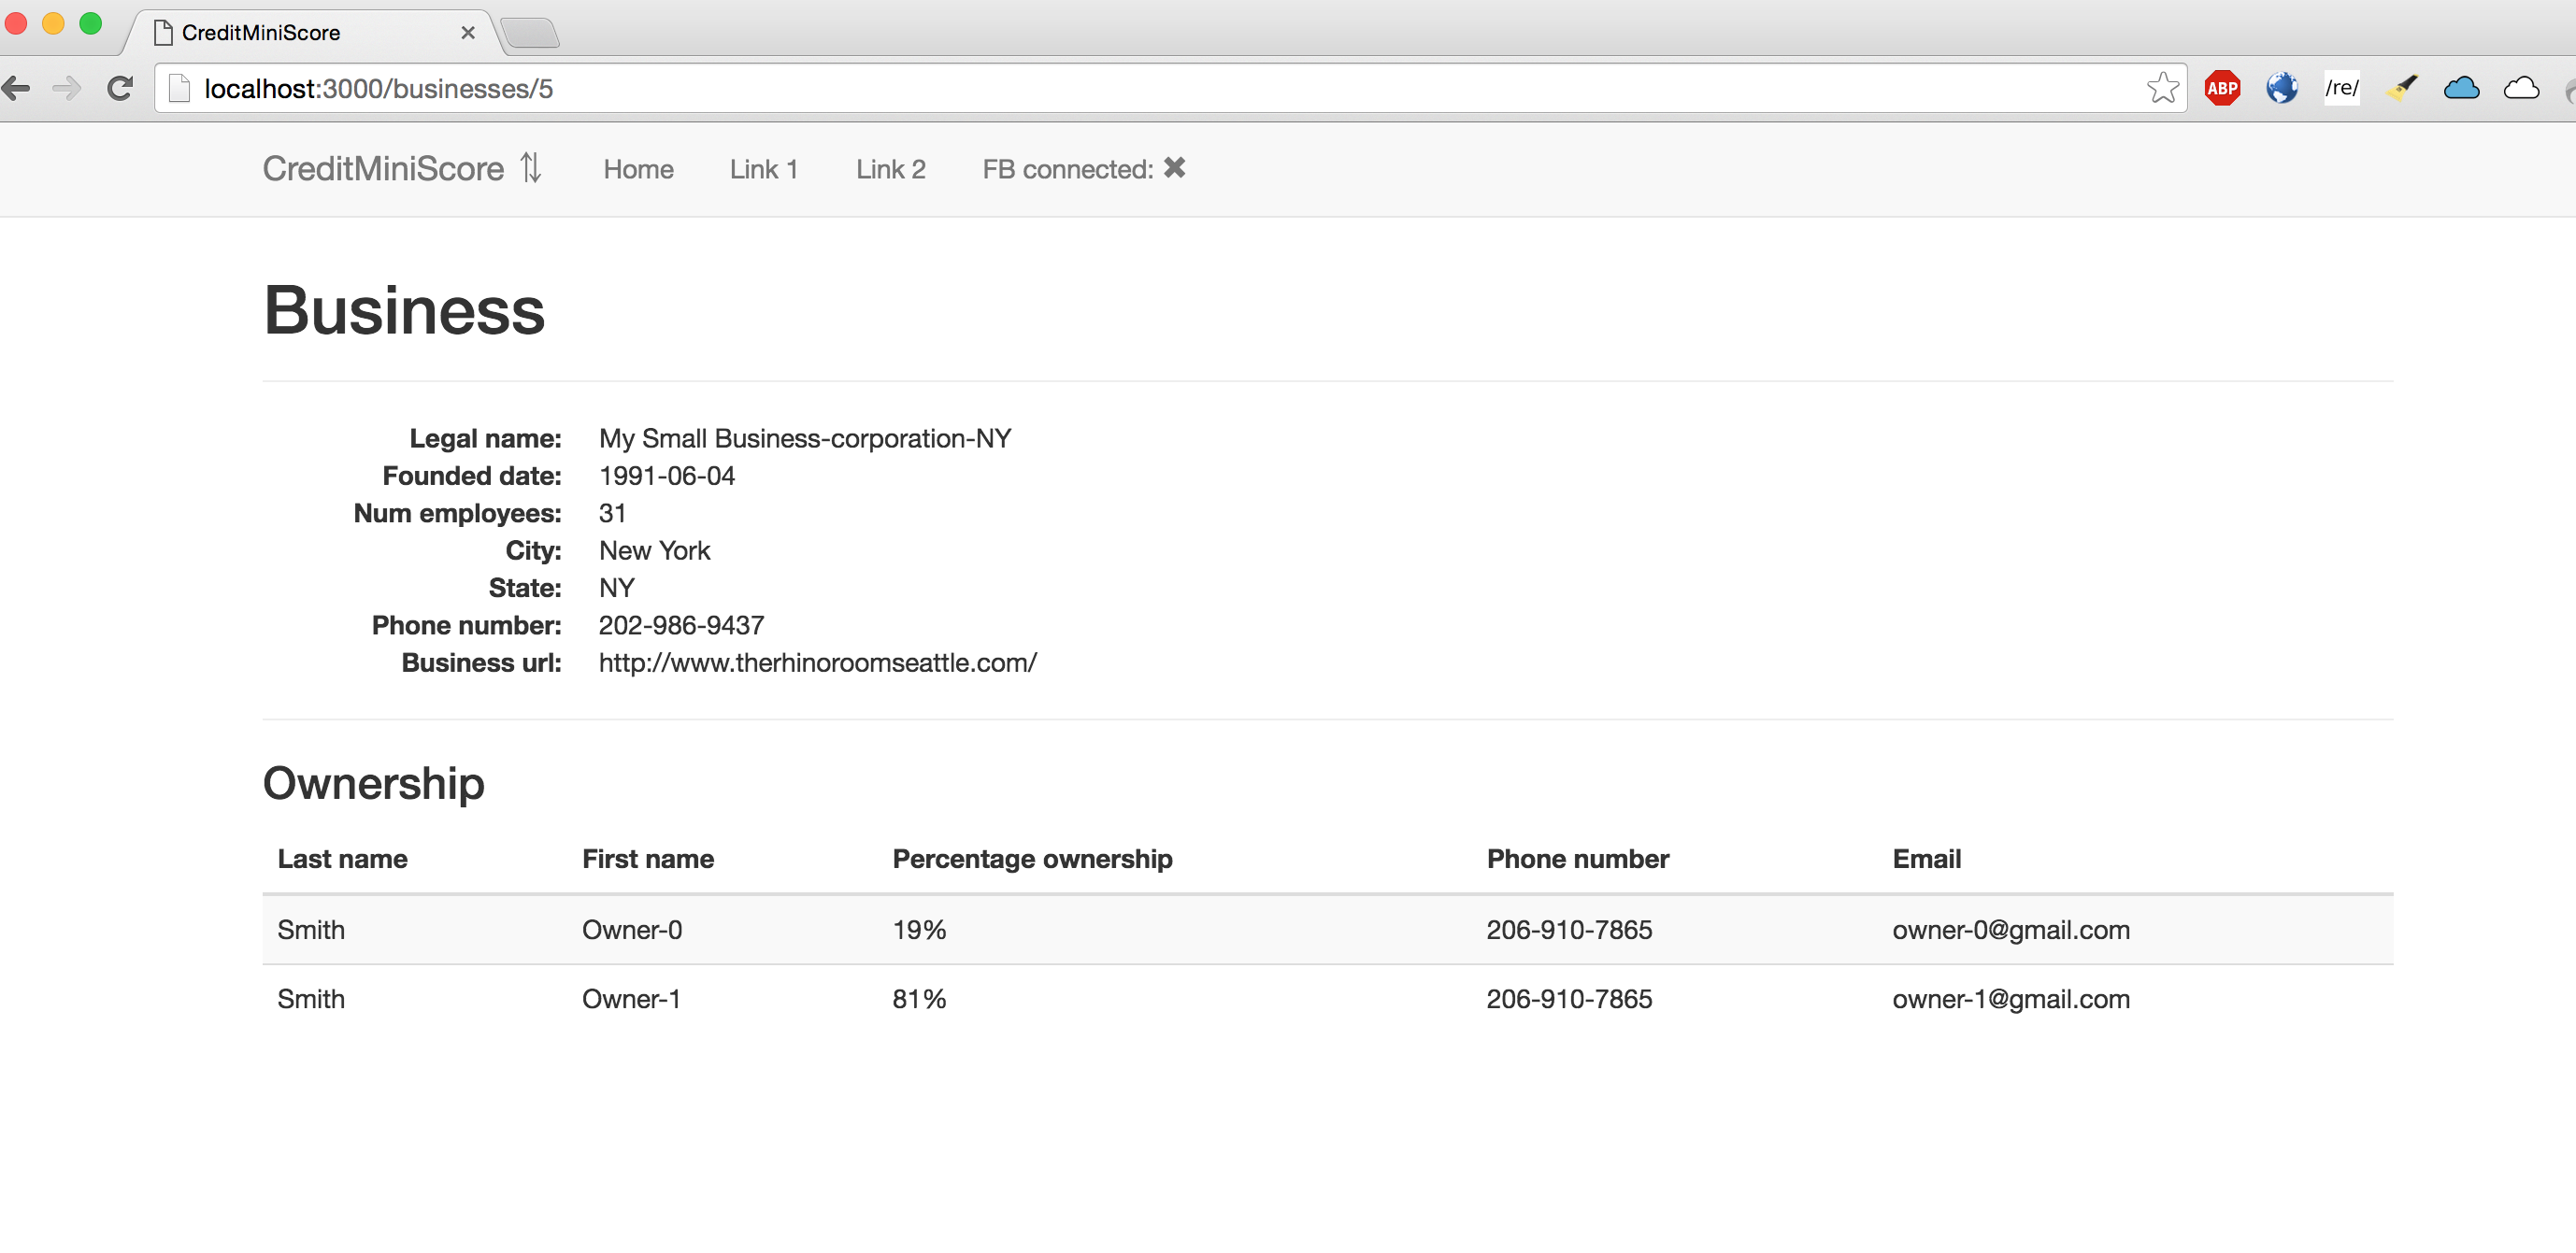 CreditMiniScore
localhost:3000/businesses/5
ABP
/re/
CreditMiniScore Home Link 1 Link 2 FB connected:
Business
Legal name: My Small Business-corporation-NY
Founded date: 1991-06-04
Num employees: 31
City: New York
State: NY
Phone number: 202-986-9437
Business url: http://www.therhinoroomseattle.com/
Ownership
Last name First name Percentage ownership Phone number Email
Smith Owner-0 19% 206-910-7865 owner-0@gmail.com
Smith Owner-1 81% 206-910-7865 owner-1@gmail.com